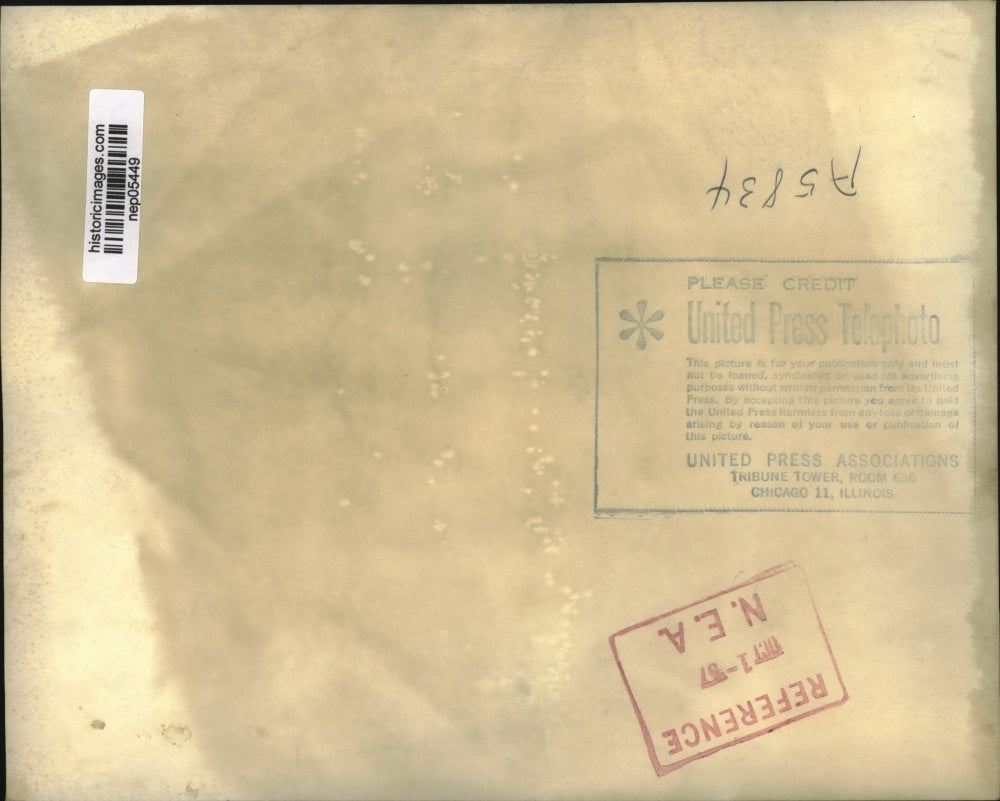 historicimages.com
nep05449
A5834
PLEASE CREDIT
United Press Telephoto
This picture is for your publication only and must
not be loaned, syndicated or used for advertising
purposes without written permission from the United
Press. By accepting this picture you agree to hold
the United Press harmless from any loss or damage
arising by reason of your use or publication of
this picture.
UNITED PRESS ASSOCIATIONS
TRIBUNE TOWER, ROOM 636
CHICAGO 11, ILLINOIS
REFERENCE
OCT 1-'57
N.E.A.